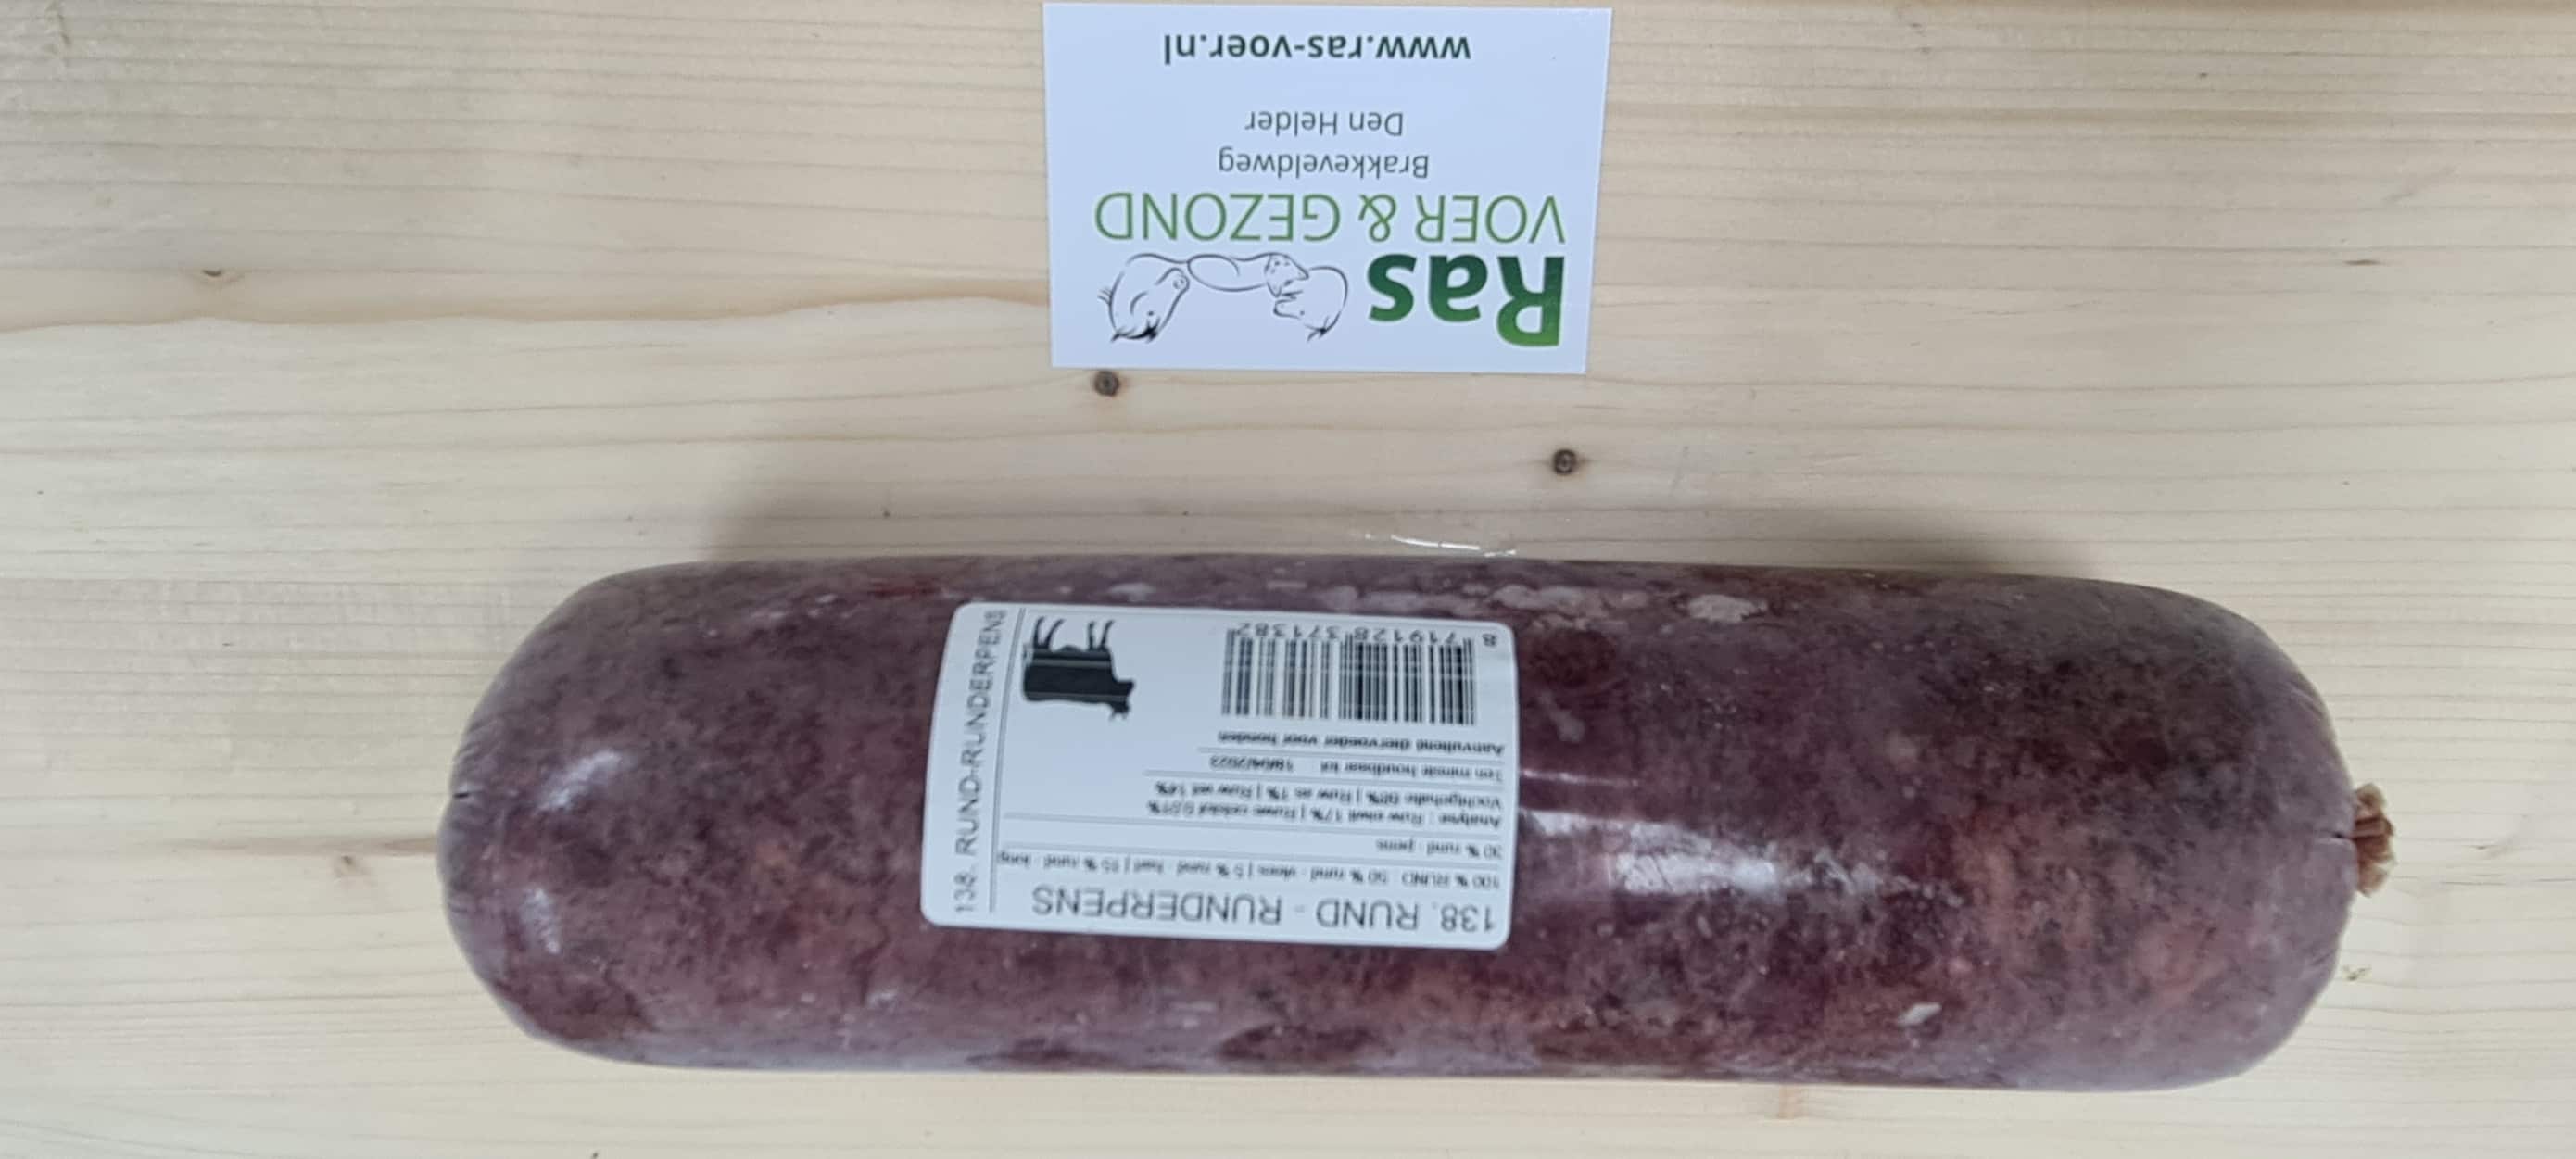 Ras
VOER & GEZOND
Brakkeveldweg
Den Helder
www.ras-voer.nl
138. RUND - RUNDERPENS
100 % RUND 50 % rund - vlees | 5 % rund - hart | 15 % rund - long
30 % rund - pens
Analyse : Ruw eiwit 17% | Ruwe celstof 0,01%
Vochtgehalte 68% | Ruw as 1% | Ruw vet 14%
Ten minste houdbaar tot 18/04/2023
Aanvullend diervoeder voor honden
8 719128 371382
138. RUND-RUNDERPENS